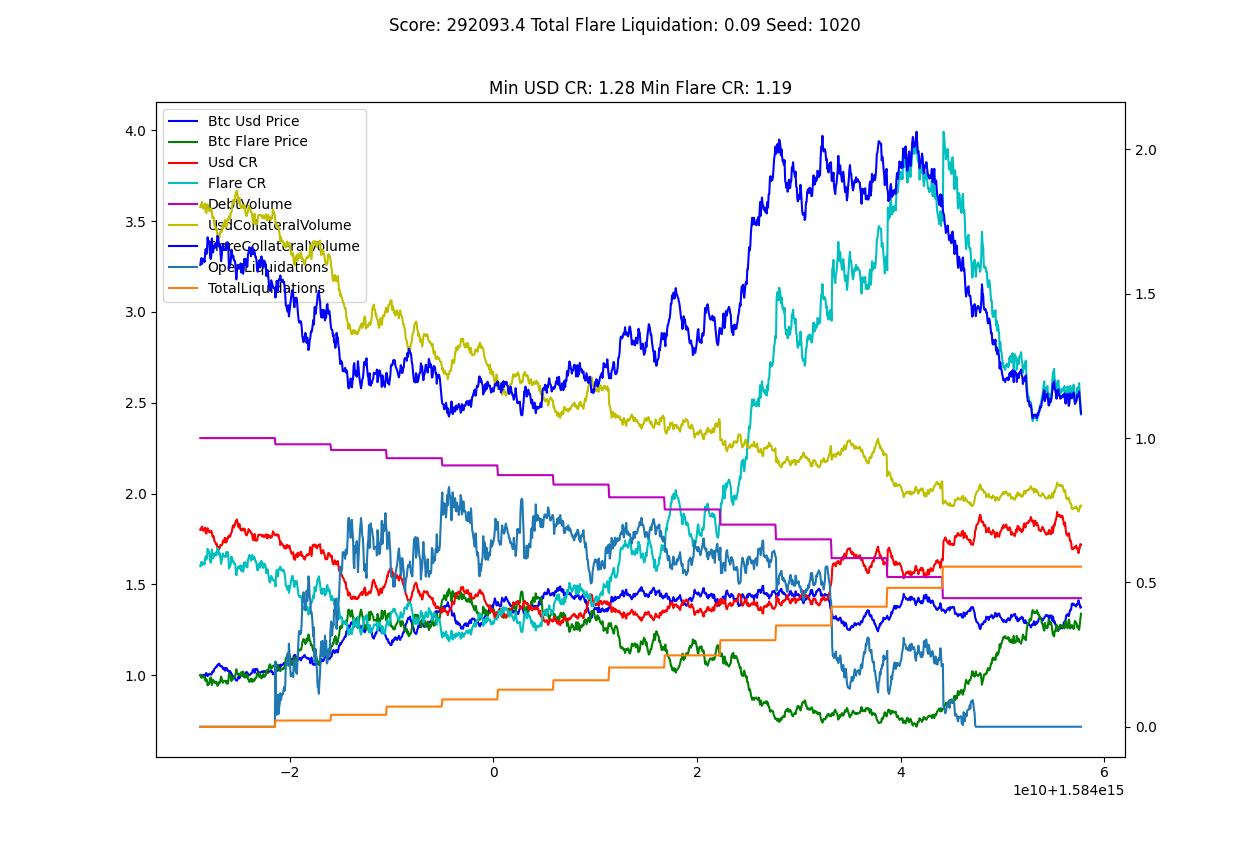 Score: 292093.4 Total Flare Liquidation: 0.09 Seed: 1020
Min USD CR: 1.28 Min Flare CR: 1.19
Btc Usd Price
Btc Flare Price
Usd CR
Flare CR
DebtVolume
UsdCollateralVolume
FlareCollateralVolume
OpenLiquidations
TotalLiquidations
4.0
3.5
3.0
2.5
2.0
1.5
1.0
2.0
1.5
1.0
0.5
0.0
−2
0
2
4
6
1e10+1.584e15